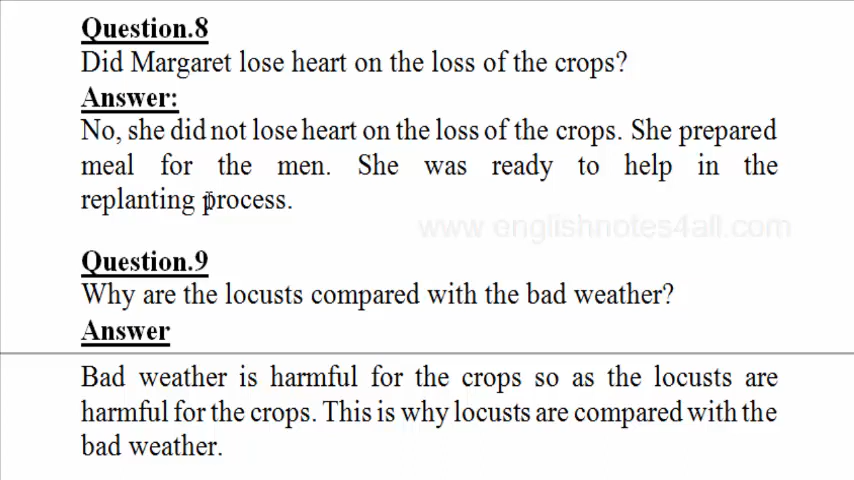 Question.8
Did Margaret lose heart on the loss of the crops?
Answer:
No, she did not lose heart on the loss of the crops. She prepared
meal for the men. She was ready to help in the
replanting process.
www.englishnotes4all.com
Question.9
Why are the locusts compared with the bad weather?
Answer
Bad weather is harmful for the crops so as the locusts are
harmful for the crops. This is why locusts are compared with the
bad weather.